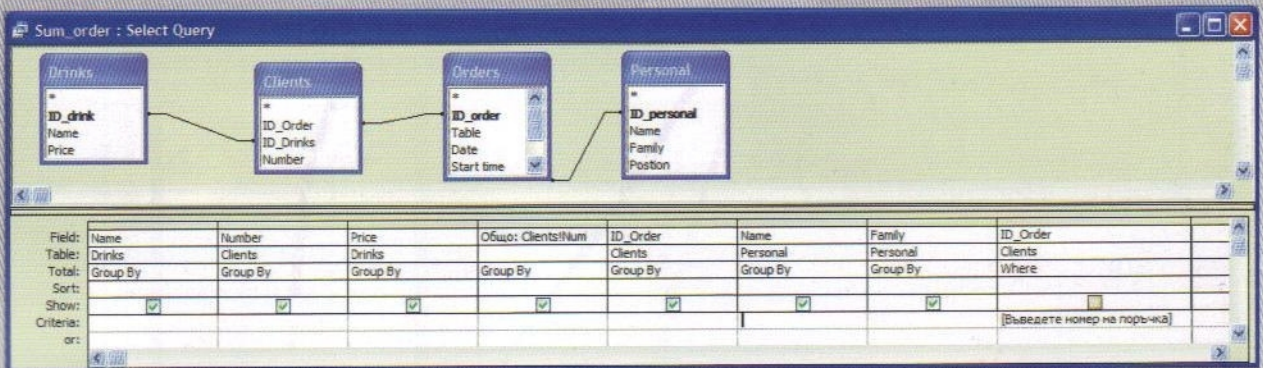 Sum_order : Select Query
Drinks
*
ID_drink
Name
Price
Clients
*
ID_Order
ID_Drinks
Number
Orders
*
ID_order
Table
Date
Start time
Personal
*
ID_personal
Name
Family
Postion
Field: Name Number Price Общо: Clients!Num ID_Order Name Family ID_Order
Table: Drinks Clients Drinks Clients Personal Personal Clients
Total: Group By Group By Group By Group By Group By Group By Group By Where
Sort:
Show:
Criteria: [Въведете номер на поръчка]
or: